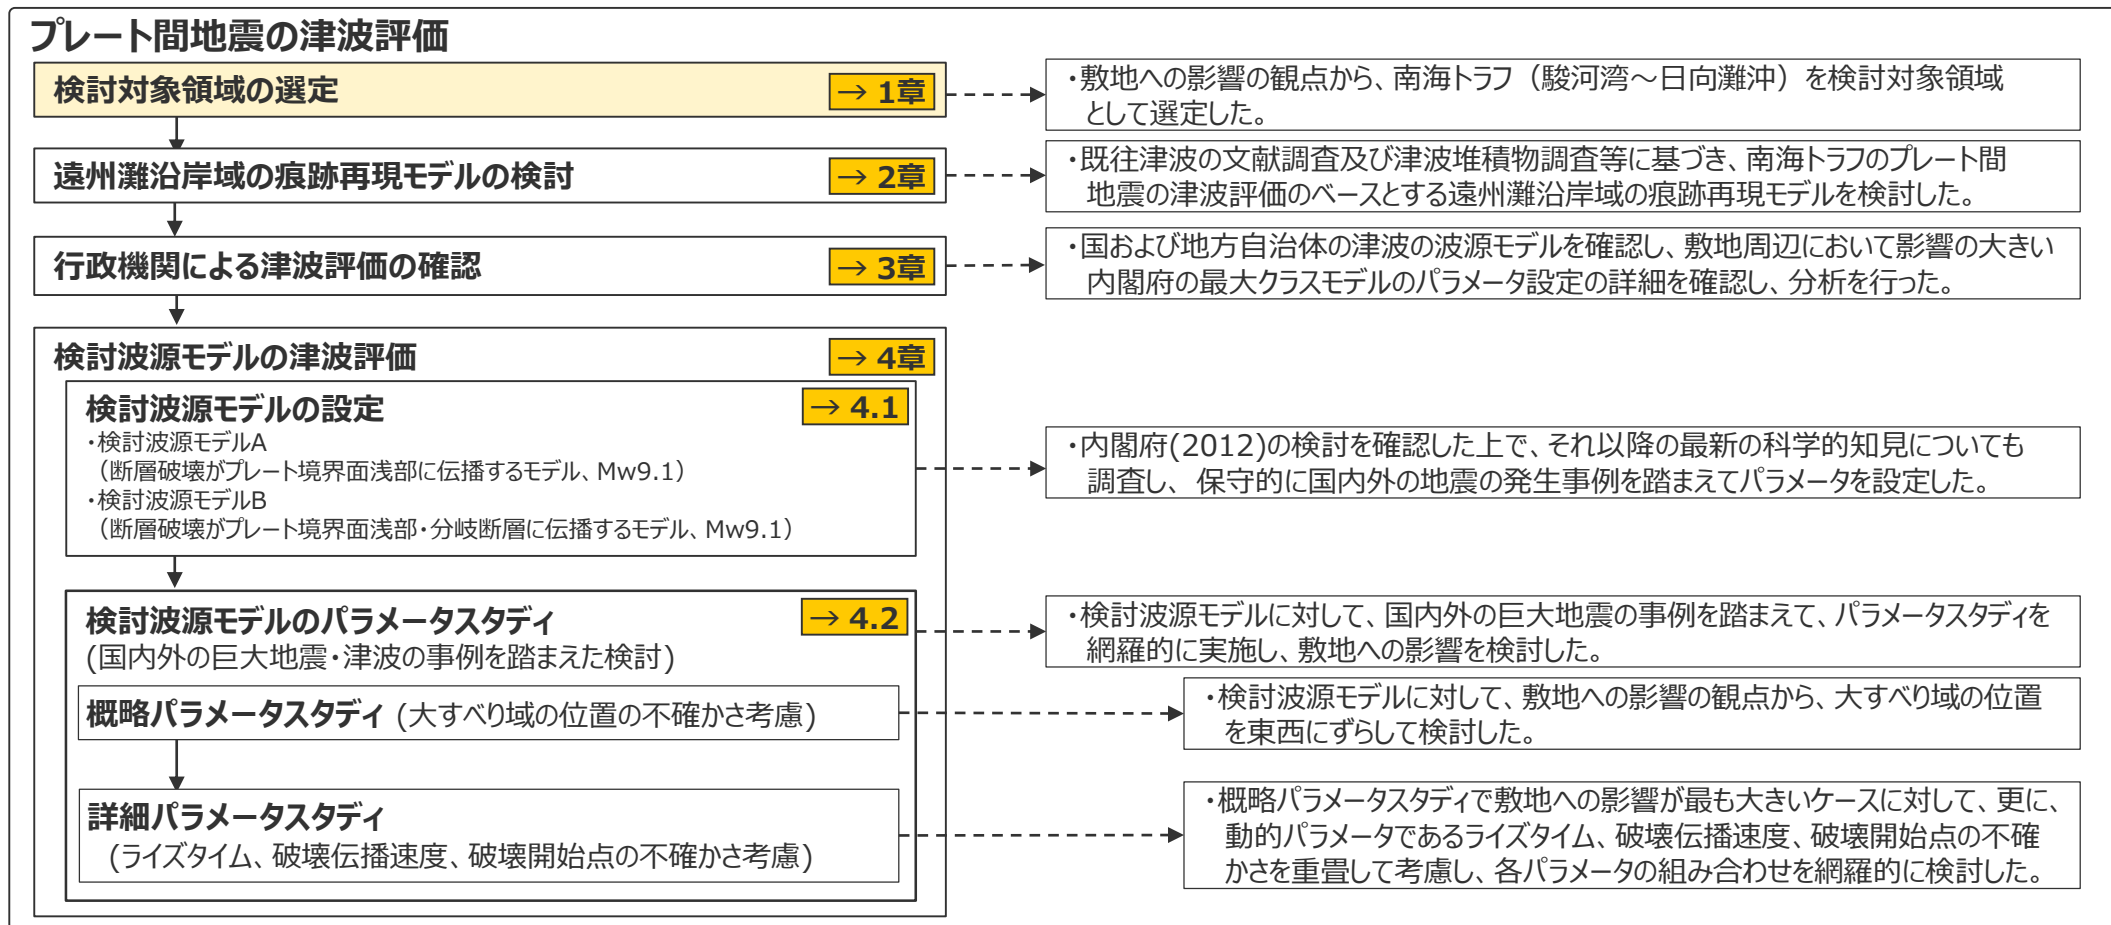 プレート間地震の津波評価
検討対象領域の選定
→ 1章
・敷地への影響の観点から、南海トラフ（駿河湾～日向灘沖）を検討対象領域
として選定した。
遠州灘沿岸域の痕跡再現モデルの検討
→ 2章
・既往津波の文献調査及び津波堆積物調査等に基づき、南海トラフのプレート間
地震の津波評価のベースとする遠州灘沿岸域の痕跡再現モデルを検討した。
行政機関による津波評価の確認
→ 3章
・国および地方自治体の津波の波源モデルを確認し、敷地周辺において影響の大きい
内閣府の最大クラスモデルのパラメータ設定の詳細を確認し、分析を行った。
検討波源モデルの津波評価
→ 4章
検討波源モデルの設定
→ 4.1
・検討波源モデルA
（断層破壊がプレート境界面浅部に伝播するモデル、Mw9.1）
・検討波源モデルB
（断層破壊がプレート境界面浅部・分岐断層に伝播するモデル、Mw9.1）
・内閣府(2012)の検討を確認した上で、それ以降の最新の科学的知見についても
調査し、保守的に国内外の地震の発生事例を踏まえてパラメータを設定した。
検討波源モデルのパラメータスタディ
→ 4.2
(国内外の巨大地震・津波の事例を踏まえた検討)
・検討波源モデルに対して、国内外の巨大地震の事例を踏まえて、パラメータスタディを
網羅的に実施し、敷地への影響を検討した。
概略パラメータスタディ (大すべり域の位置の不確かさ考慮)
・検討波源モデルに対して、敷地への影響の観点から、大すべり域の位置
を東西にずらして検討した。
詳細パラメータスタディ
(ライズタイム、破壊伝播速度、破壊開始点の不確かさ考慮)
・概略パラメータスタディで敷地への影響が最も大きいケースに対して、更に、
動的パラメータであるライズタイム、破壊伝播速度、破壊開始点の不確
かさを重畳して考慮し、各パラメータの組み合わせを網羅的に検討した。